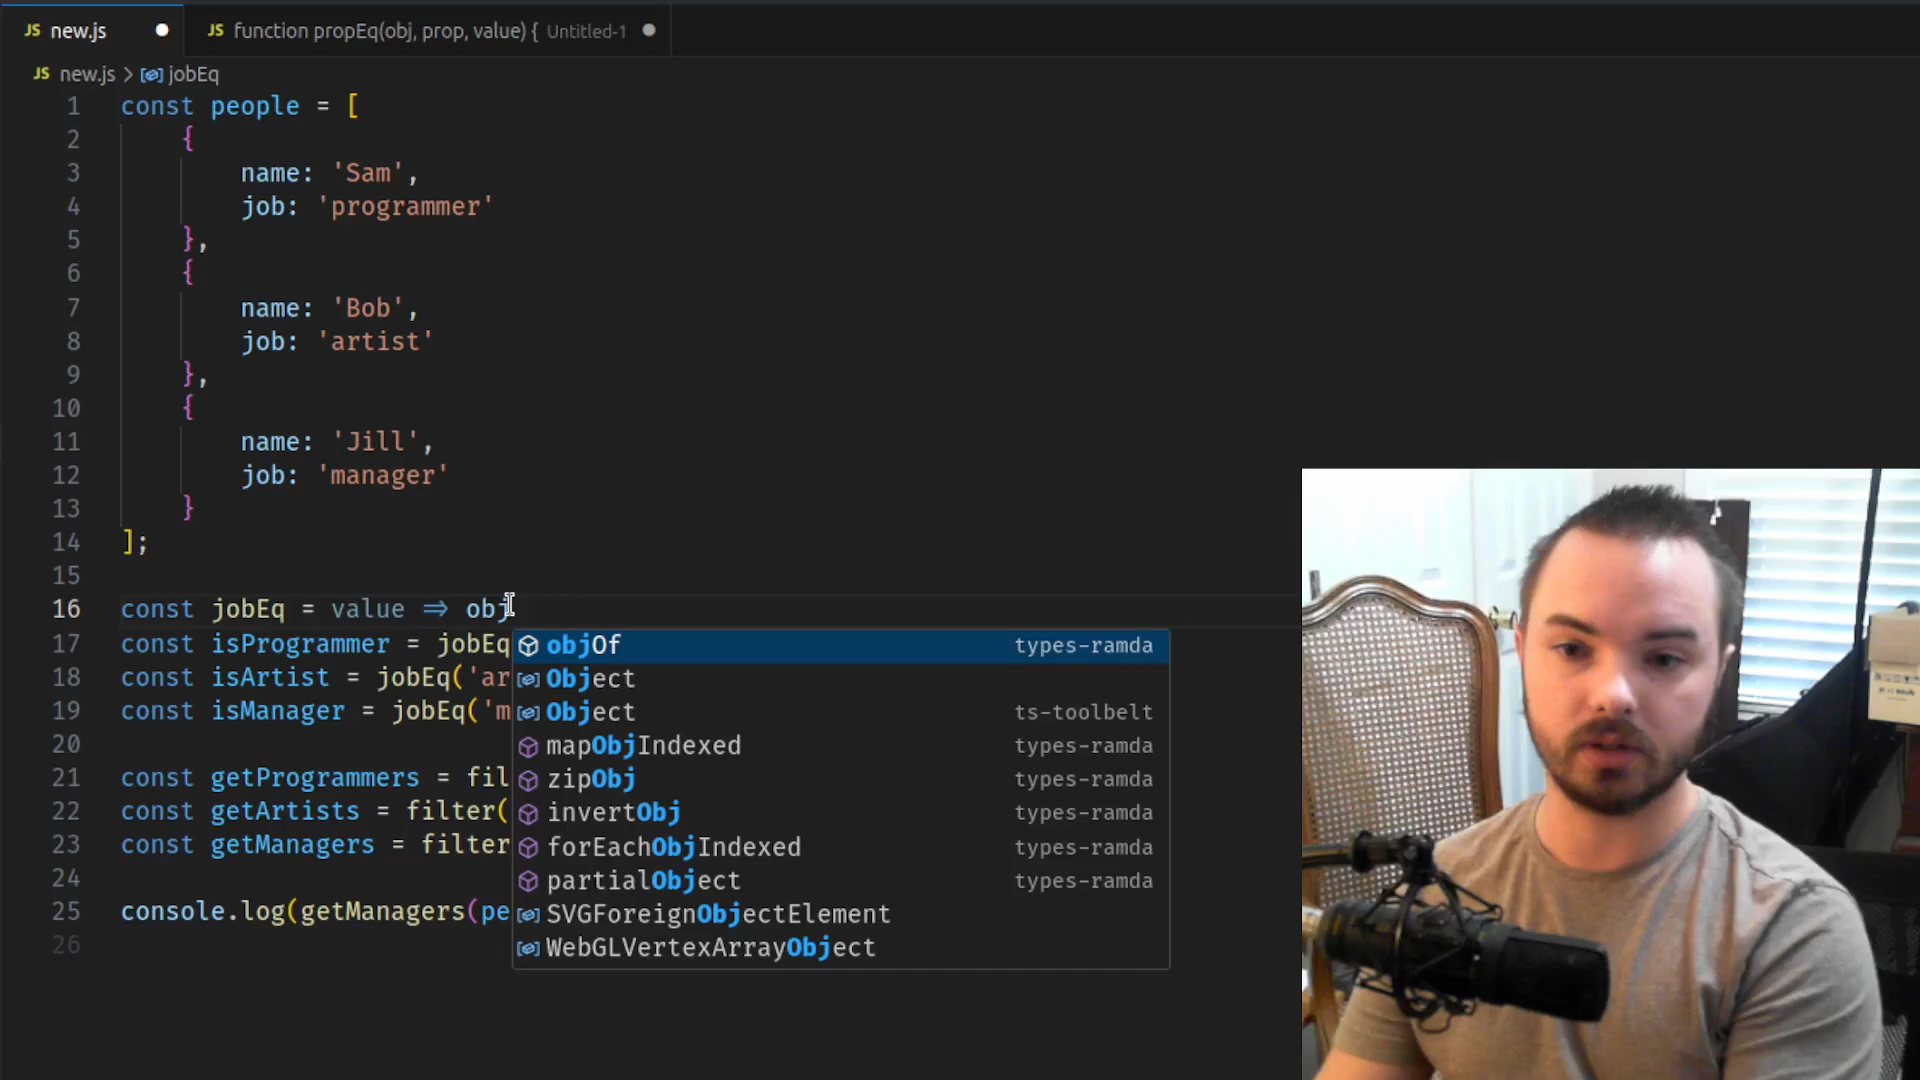 JS new.js
JS function propEq(obj, prop, value) { Untitled-1
JS new.js > jobEq
1 const people = [
2 {
3 name: 'Sam',
4 job: 'programmer'
5 },
6 {
7 name: 'Bob',
8 job: 'artist'
9 },
10 {
11 name: 'Jill',
12 job: 'manager'
13 }
14 ];
15
16 const jobEq = value => obj
17 const isProgrammer = jobEq
18 const isArtist = jobEq('ar
19 const isManager = jobEq('m
20
21 const getProgrammers = fil
22 const getArtists = filter(
23 const getManagers = filter
24
25 console.log(getManagers(pe
26
objOf types-ramda
Object
Object ts-toolbelt
mapObjIndexed types-ramda
zipObj types-ramda
invertObj types-ramda
forEachObjIndexed types-ramda
partialObject types-ramda
SVGForeignObjectElement
WebGLVertexArrayObject